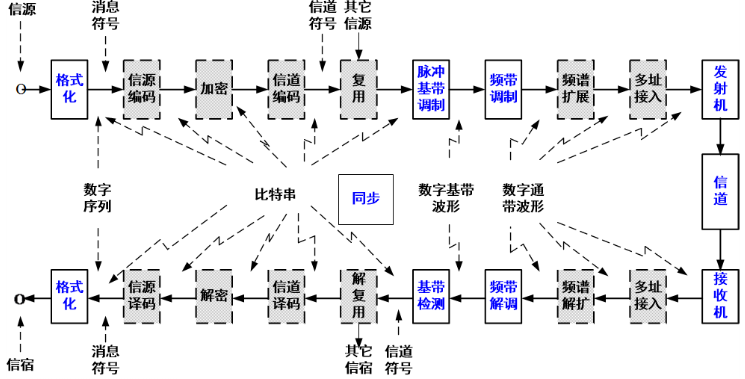 信源
消息
符号
信道
符号
其它
信源
格式
化
信源
编码
加密
信道
编码
复
用
脉冲
基带
调制
频带
调制
频谱
扩展
多址
接入
发
射
机
数字
序列
比特串
同步
数字基带
波形
数字通
带波形
信
道
格式
化
信源
译码
解密
信道
译码
解
复
用
基带
检测
频带
解调
频谱
解扩
多址
接入
接
收
机
信宿
消息
符号
其它
信宿
信道
符号